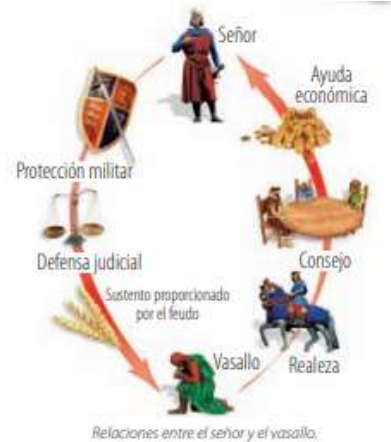 Señor
Ayuda
económica
Protección militar
Defensa judicial
Consejo
Sustento proporcionado
por el feudo
Vasallo
Realeza
Relaciones entre el señor y el vasallo.